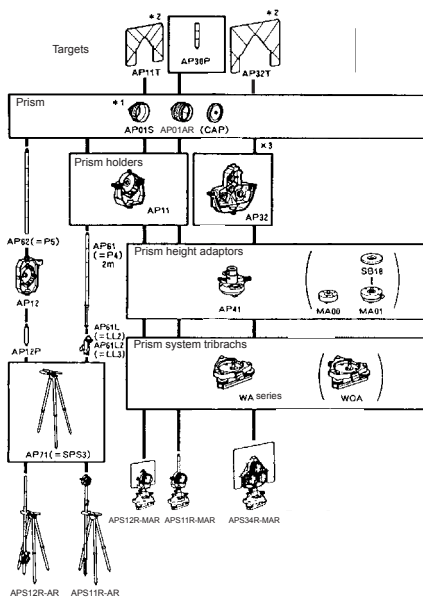 *2
*2
Targets
AP11T
AP30P
AP32T
Prism
*1
AP01S
AP01AR
(CAP)
×3
Prism holders
AP11
AP32
AP62 (=P5)
AP61
(=P4)
2m
Prism height adaptors
SB18
AP12
AP41
MA00
MA01
AP61L
(=LL2)
AP61L2
(=LL3)
AP12P
Prism system tribrachs
WA series
WOA
AP71 (=SPS3)
APS12R-MAR
APS11R-MAR
APS34R-MAR
APS12R-AR
APS11R-AR